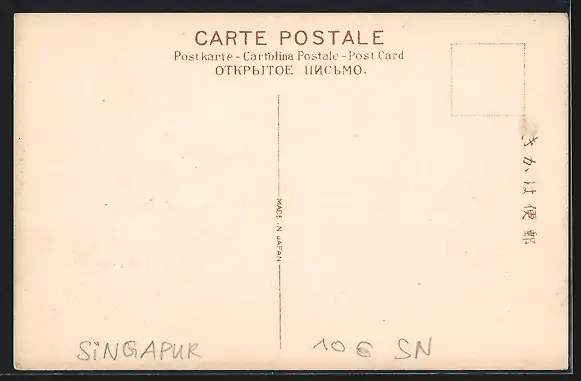 CARTE POSTALE
Postkarte - Cartolina Postale - Post Card
ОТКРЫТОЕ ПИСЬМО.
きかは便郵
MADE IN JAPAN
SiNGAPUR
10 € SN